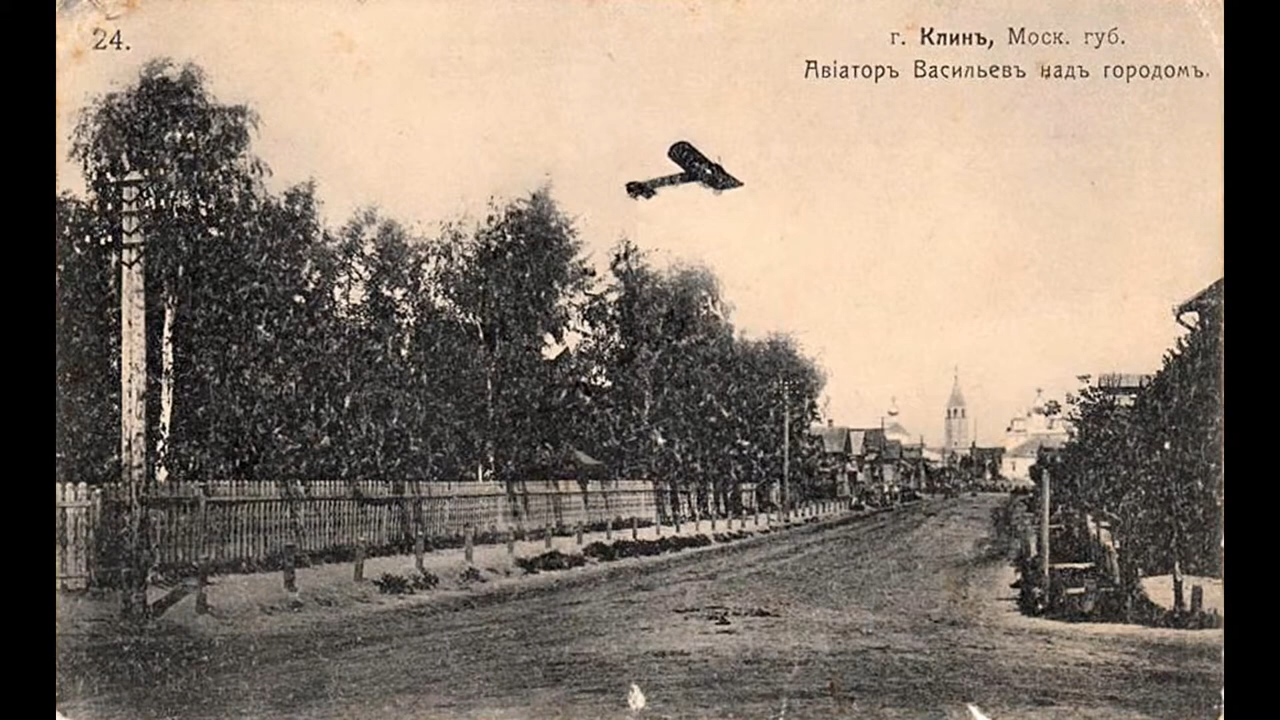 24.
г. Клинъ, Моск. губ.
Авіаторъ Васильевъ надъ городомъ.